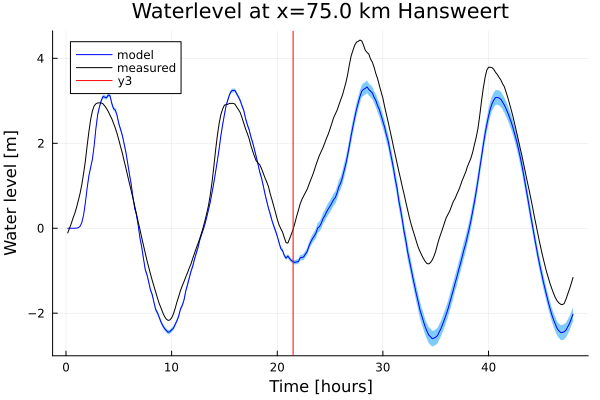 Waterlevel at x=75.0 km Hansweert
model
measured
y3
Water level [m]
4
2
0
−2
0
10
20
30
40
Time [hours]